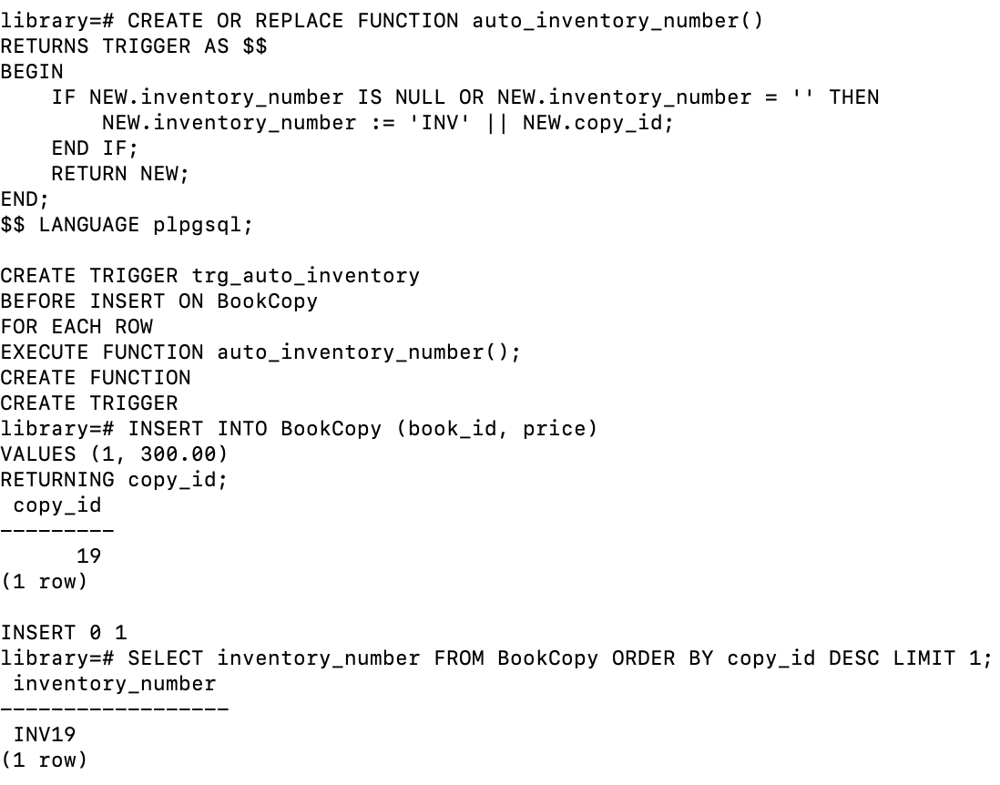 library=# CREATE OR REPLACE FUNCTION auto_inventory_number()
RETURNS TRIGGER AS $$
BEGIN
    IF NEW.inventory_number IS NULL OR NEW.inventory_number = '' THEN
        NEW.inventory_number := 'INV' || NEW.copy_id;
    END IF;
    RETURN NEW;
END;
$$ LANGUAGE plpgsql;

CREATE TRIGGER trg_auto_inventory
BEFORE INSERT ON BookCopy
FOR EACH ROW
EXECUTE FUNCTION auto_inventory_number();
CREATE FUNCTION
CREATE TRIGGER
library=# INSERT INTO BookCopy (book_id, price)
VALUES (1, 300.00)
RETURNING copy_id;
 copy_id
---------
      19
(1 row)

INSERT 0 1
library=# SELECT inventory_number FROM BookCopy ORDER BY copy_id DESC LIMIT 1;
 inventory_number
------------------
 INV19
(1 row)